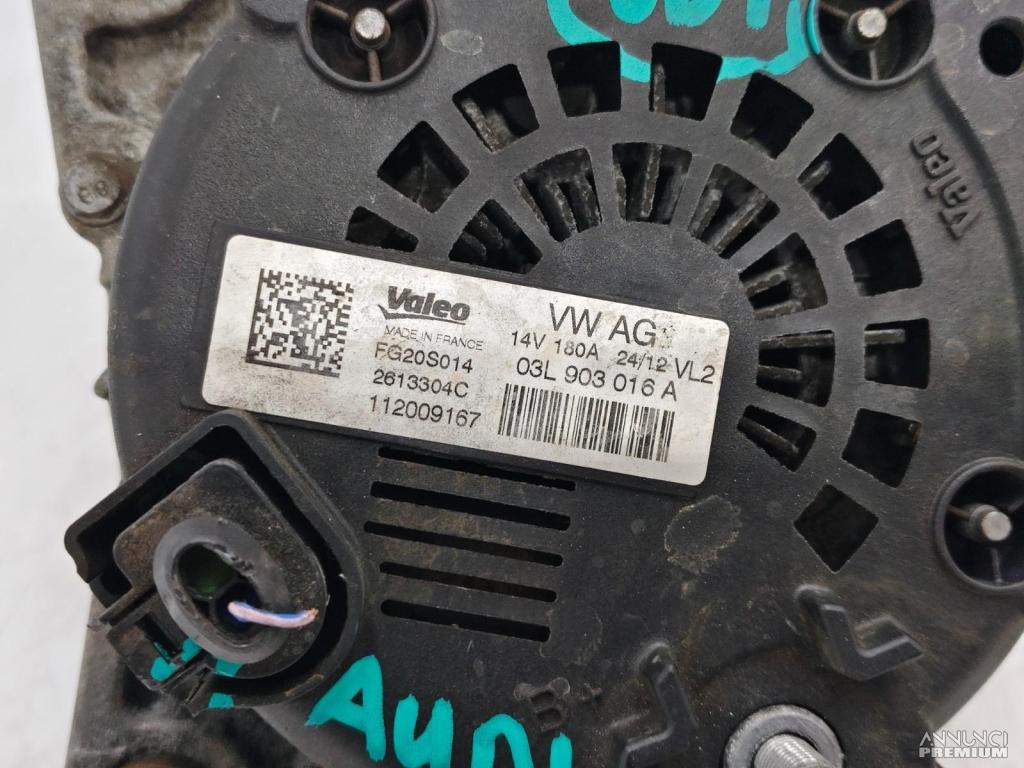 Valeo
Valeo
MADE IN FRANCE
FG20S014
2613304C
112009167
VW AG
14V 180A 24/12 VL2
03L 903 016 A
B+
AUDI
ANNUNCI
PREMIUM